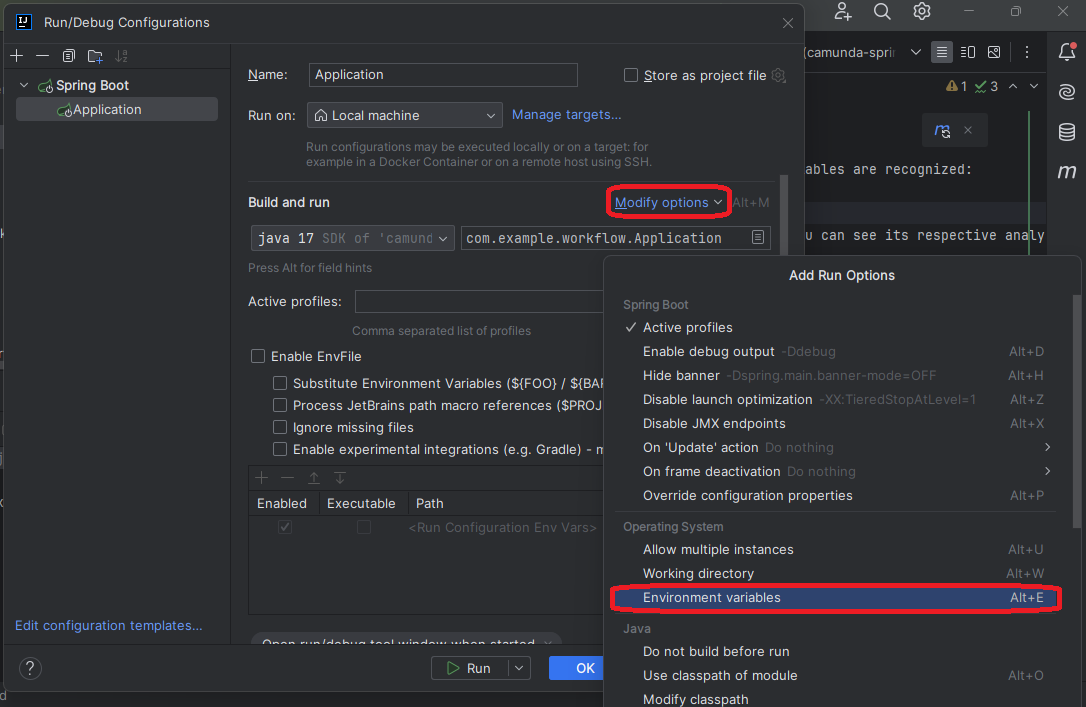 Run/Debug Configurations
Spring Boot
Application
Edit configuration templates...
Name: Application Store as project file
Run on: Local machine Manage targets...
Run configurations may be executed locally or on a target: for
example in a Docker Container or on a remote host using SSH.
Build and run Modify options Alt+M
java 17 SDK of 'camund com.example.workflow.Application
Press Alt for field hints
Active profiles:
Comma separated list of profiles
Enable EnvFile
Substitute Environment Variables (${FOO} / ${BAR
Process JetBrains path macro references ($PROJ
Ignore missing files
Enable experimental integrations (e.g. Gradle) - m
Enabled Executable Path
<Run Configuration Env Vars>
Open run/debug tool window when started
? Run OK
(camunda-spri
1 3
m
ables are recognized:
u can see its respective analy
m
Add Run Options
Spring Boot
Active profiles
Enable debug output -Ddebug Alt+D
Hide banner -Dspring.main.banner-mode=OFF Alt+H
Disable launch optimization -XX:TieredStopAtLevel=1 Alt+Z
Disable JMX endpoints Alt+X
On 'Update' action Do nothing
On frame deactivation Do nothing
Override configuration properties Alt+P
Operating System
Allow multiple instances Alt+U
Working directory Alt+W
Environment variables Alt+E
Java
Do not build before run
Use classpath of module Alt+O
Modify classpath